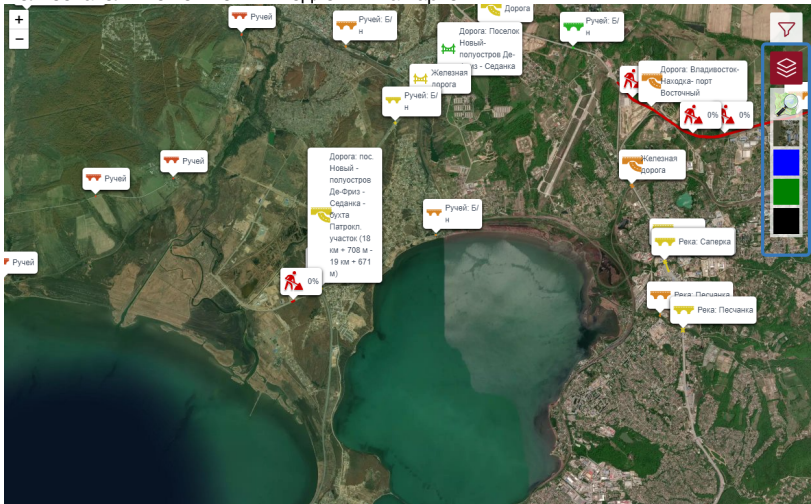 +
−
Ручей
Ручей: Б/
н
Дорога
Ручей: Б/
н
Дорога: Поселок
Новый-
полуостров Де-
Фриз - Седанка
Железная
дорога
Ручей: Б/
н
Дорога: Владивосток-
Находка- порт
Восточный
0%
0%
Дорога: пос.
Новый -
полуостров
Де-Фриз -
Седанка -
бухта
Патрокл.
участок (18
км + 708 м -
19 км + 671
м)
Ручей
Ручей
Железная
дорога
Ручей: Б/
н
Река: Саперка
Ручей
0%
Река: Песчанка
Река: Песчанка